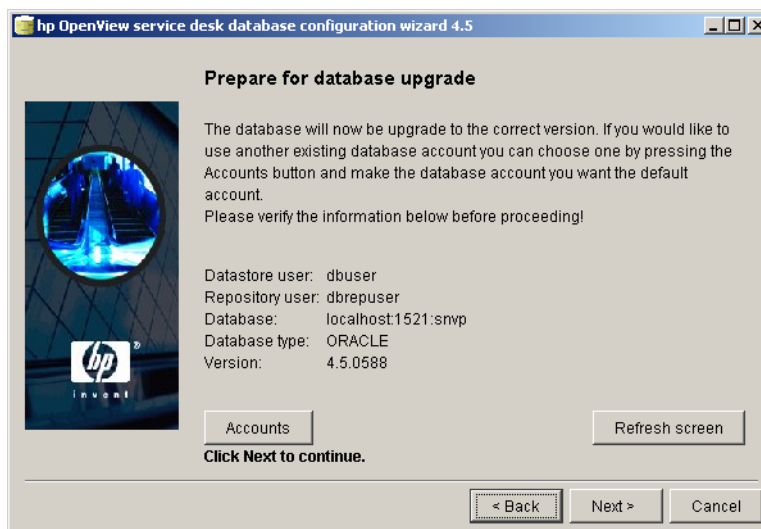 hp OpenView service desk database configuration wizard 4.5
Prepare for database upgrade
The database will now be upgrade to the correct version. If you would like to
use another existing database account you can choose one by pressing the
Accounts button and make the database account you want the default
account.
Please verify the information below before proceeding!
Datastore user: dbuser
Repository user: dbrepuser
Database: localhost:1521:snvp
Database type: ORACLE
Version: 4.5.0588
hp ®
invent
Accounts
Refresh screen
Click Next to continue.
< Back
Next >
Cancel